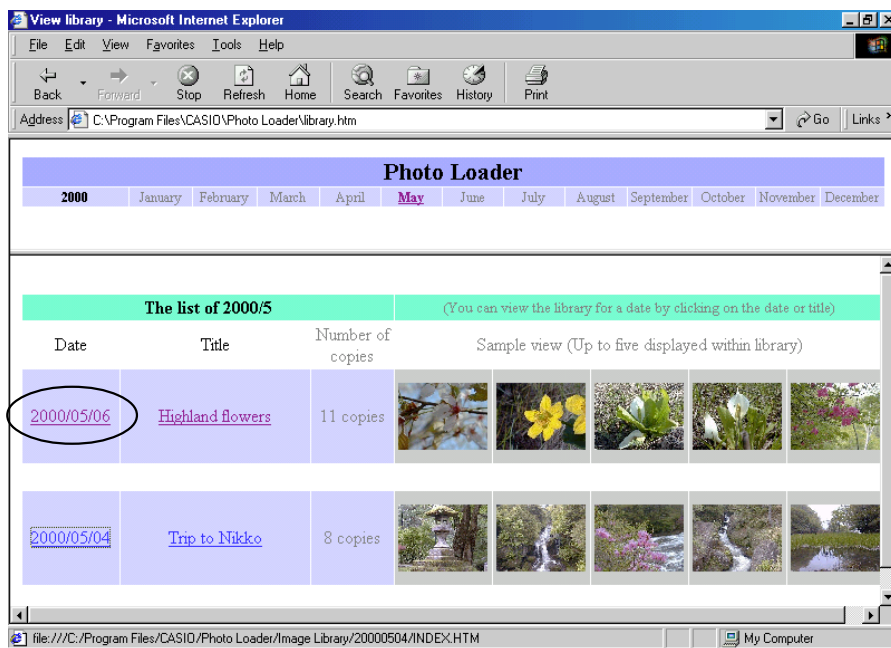 View library - Microsoft Internet Explorer
File Edit View Favorites Tools Help
Back Forward Stop Refresh Home Search Favorites History Print
Address C:\Program Files\CASIO\Photo Loader\library.htm Go Links
Photo Loader
2000 January February March April May June July August September October November December
The list of 2000/5 (You can view the library for a date by clicking on the date or title)
Date Title Number of copies Sample view (Up to five displayed within library)
2000/05/06 Highland flowers 11 copies
2000/05/04 Trip to Nikko 8 copies
file:///C:/Program Files/CASIO/Photo Loader/Image Library/20000504/INDEX.HTM My Computer